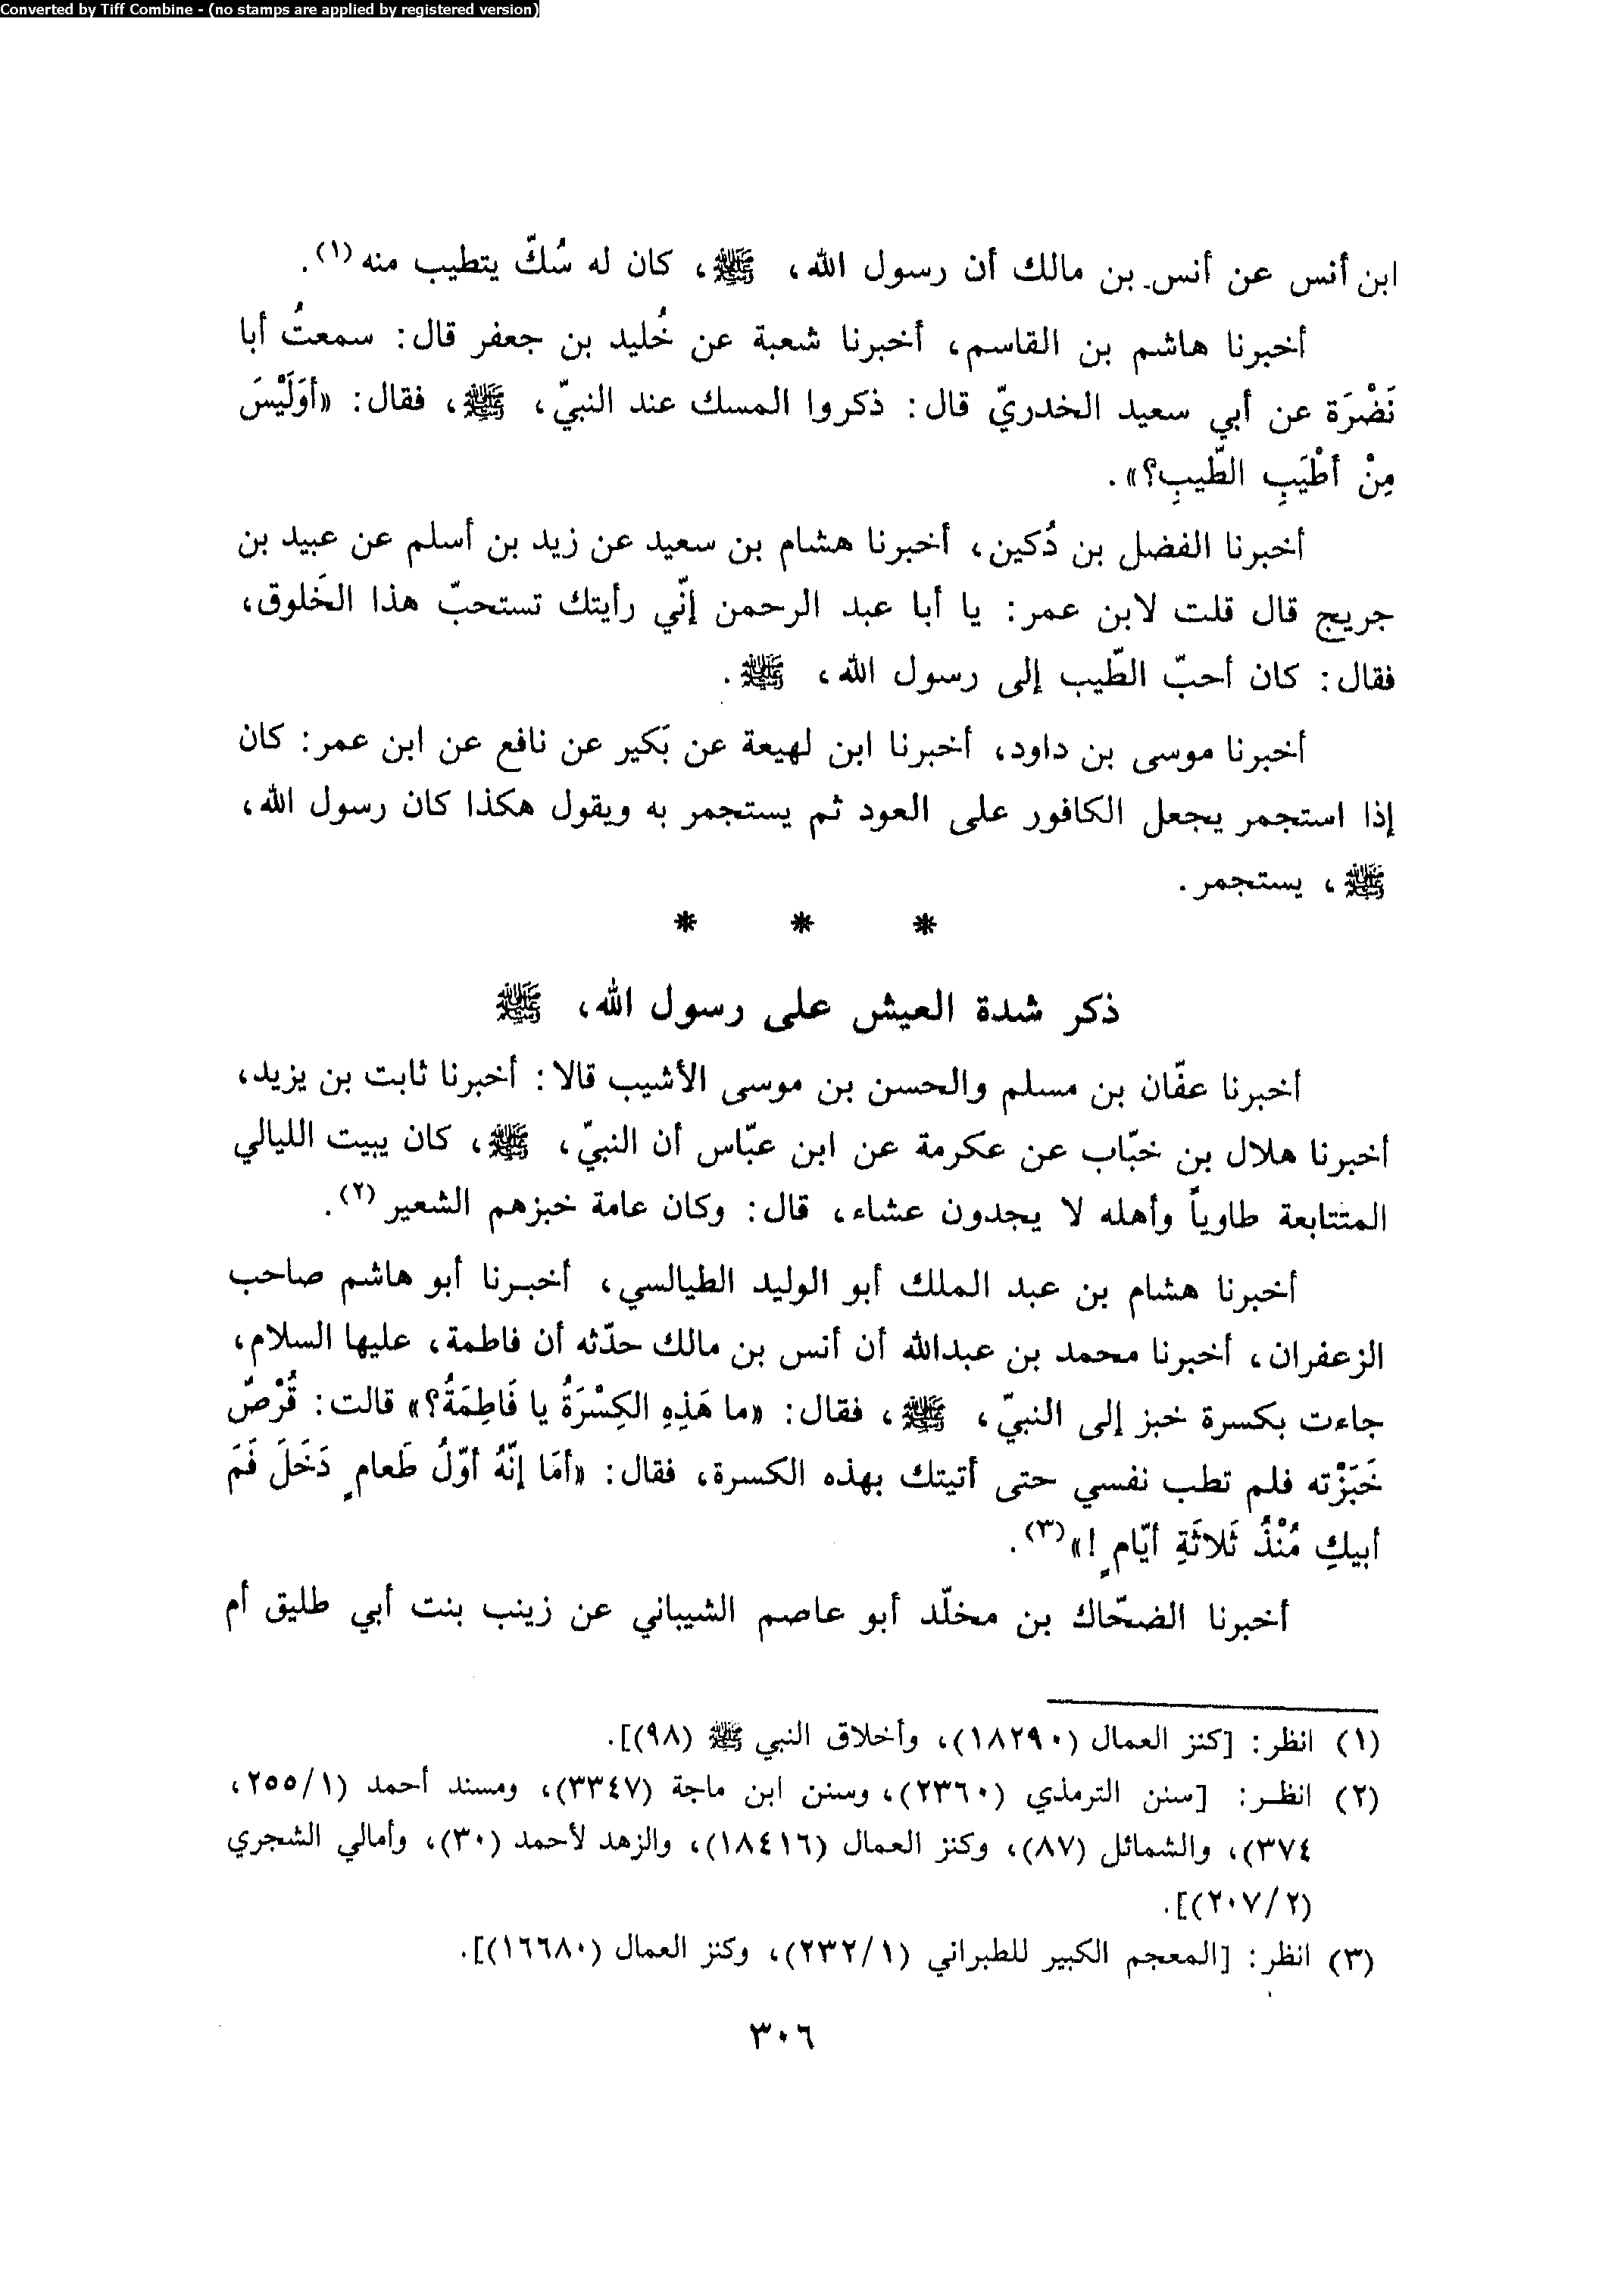 Converted by Tiff Combine - (no stamps are applied by registered version)
ابن أنس عن أنس بن مالك أن رسول الله، ﷺ، كان له سُكّ يتطيب منه (١).
أخبرنا هاشم بن القاسم، أخبرنا شعبة عن خُليد بن جعفر قال: سمعتُ أبا
نَضْرَة عن أبي سعيد الخدريّ قال: ذكروا المسك عند النبيّ، ﷺ، فقال: «أوَلَيْسَ
مِنْ أطْيَبِ الطّيبِ؟».
أخبرنا الفضل بن دُكين، أخبرنا هشام بن سعيد عن زيد بن أسلم عن عبيد بن
جريج قال قلت لابن عمر: يا أبا عبد الرحمن إنّي رأيتك تستحبّ هذا الخَلوق،
فقال: كان أحبّ الطّيب إلى رسول الله، ﷺ.
أخبرنا موسى بن داود، أخبرنا ابن لهيعة عن بَكير عن نافع عن ابن عمر: كان
إذا استجمر يجعل الكافور على العود ثم يستجمر به ويقول هكذا كان رسول الله،
ﷺ، يستجمر.
* * *
ذكر شدة العيش على رسول الله، ﷺ
أخبرنا عفّان بن مسلم والحسن بن موسى الأشيب قالا: أخبرنا ثابت بن يزيد،
أخبرنا هلال بن خبّاب عن عكرمة عن ابن عبّاس أن النبيّ، ﷺ، كان يبيت الليالي
المتتابعة طاوياً وأهله لا يجدون عشاء، قال: وكان عامة خبزهم الشعير (٢).
أخبرنا هشام بن عبد الملك أبو الوليد الطيالسي، أخبرنا أبو هاشم صاحب
الزعفران، أخبرنا محمد بن عبدالله أن أنس بن مالك حدّثه أن فاطمة، عليها السلام،
جاءت بكسرة خبز إلى النبيّ، ﷺ، فقال: «ما هَذِهِ الكِسْرَةُ يا فَاطِمَةُ؟» قالت: قُرْصٌ
خَبَزْته فلم تطب نفسي حتى أتيتك بهذه الكسرة، فقال: «أمَا إنّهُ أوّلُ طَعامٍ دَخَلَ فَمَ
أبيكِ مُنْذُ ثَلاثَةِ أيّامٍ!» (٣).
أخبرنا الضحّاك بن مخلّد أبو عاصم الشيباني عن زينب بنت أبي طليق أم
(١) انظر: [كنز العمال (١٨٢٩٠)، وأخلاق النبي ﷺ (٩٨)].
(٢) انظر: [سنن الترمذي (٢٣٦٠)، وسنن ابن ماجة (٣٣٤٧)، ومسند أحمد (٢٥٥/١،
٣٧٤)، والشمائل (٨٧)، وكنز العمال (١٨٤١٦)، والزهد لأحمد (٣٠)، وأمالي الشجري
(٢٠٧/٢)].
(٣) انظر: [المعجم الكبير للطبراني (٢٣٢/١)، وكنز العمال (١٦٦٨٠)].
٣٠٦